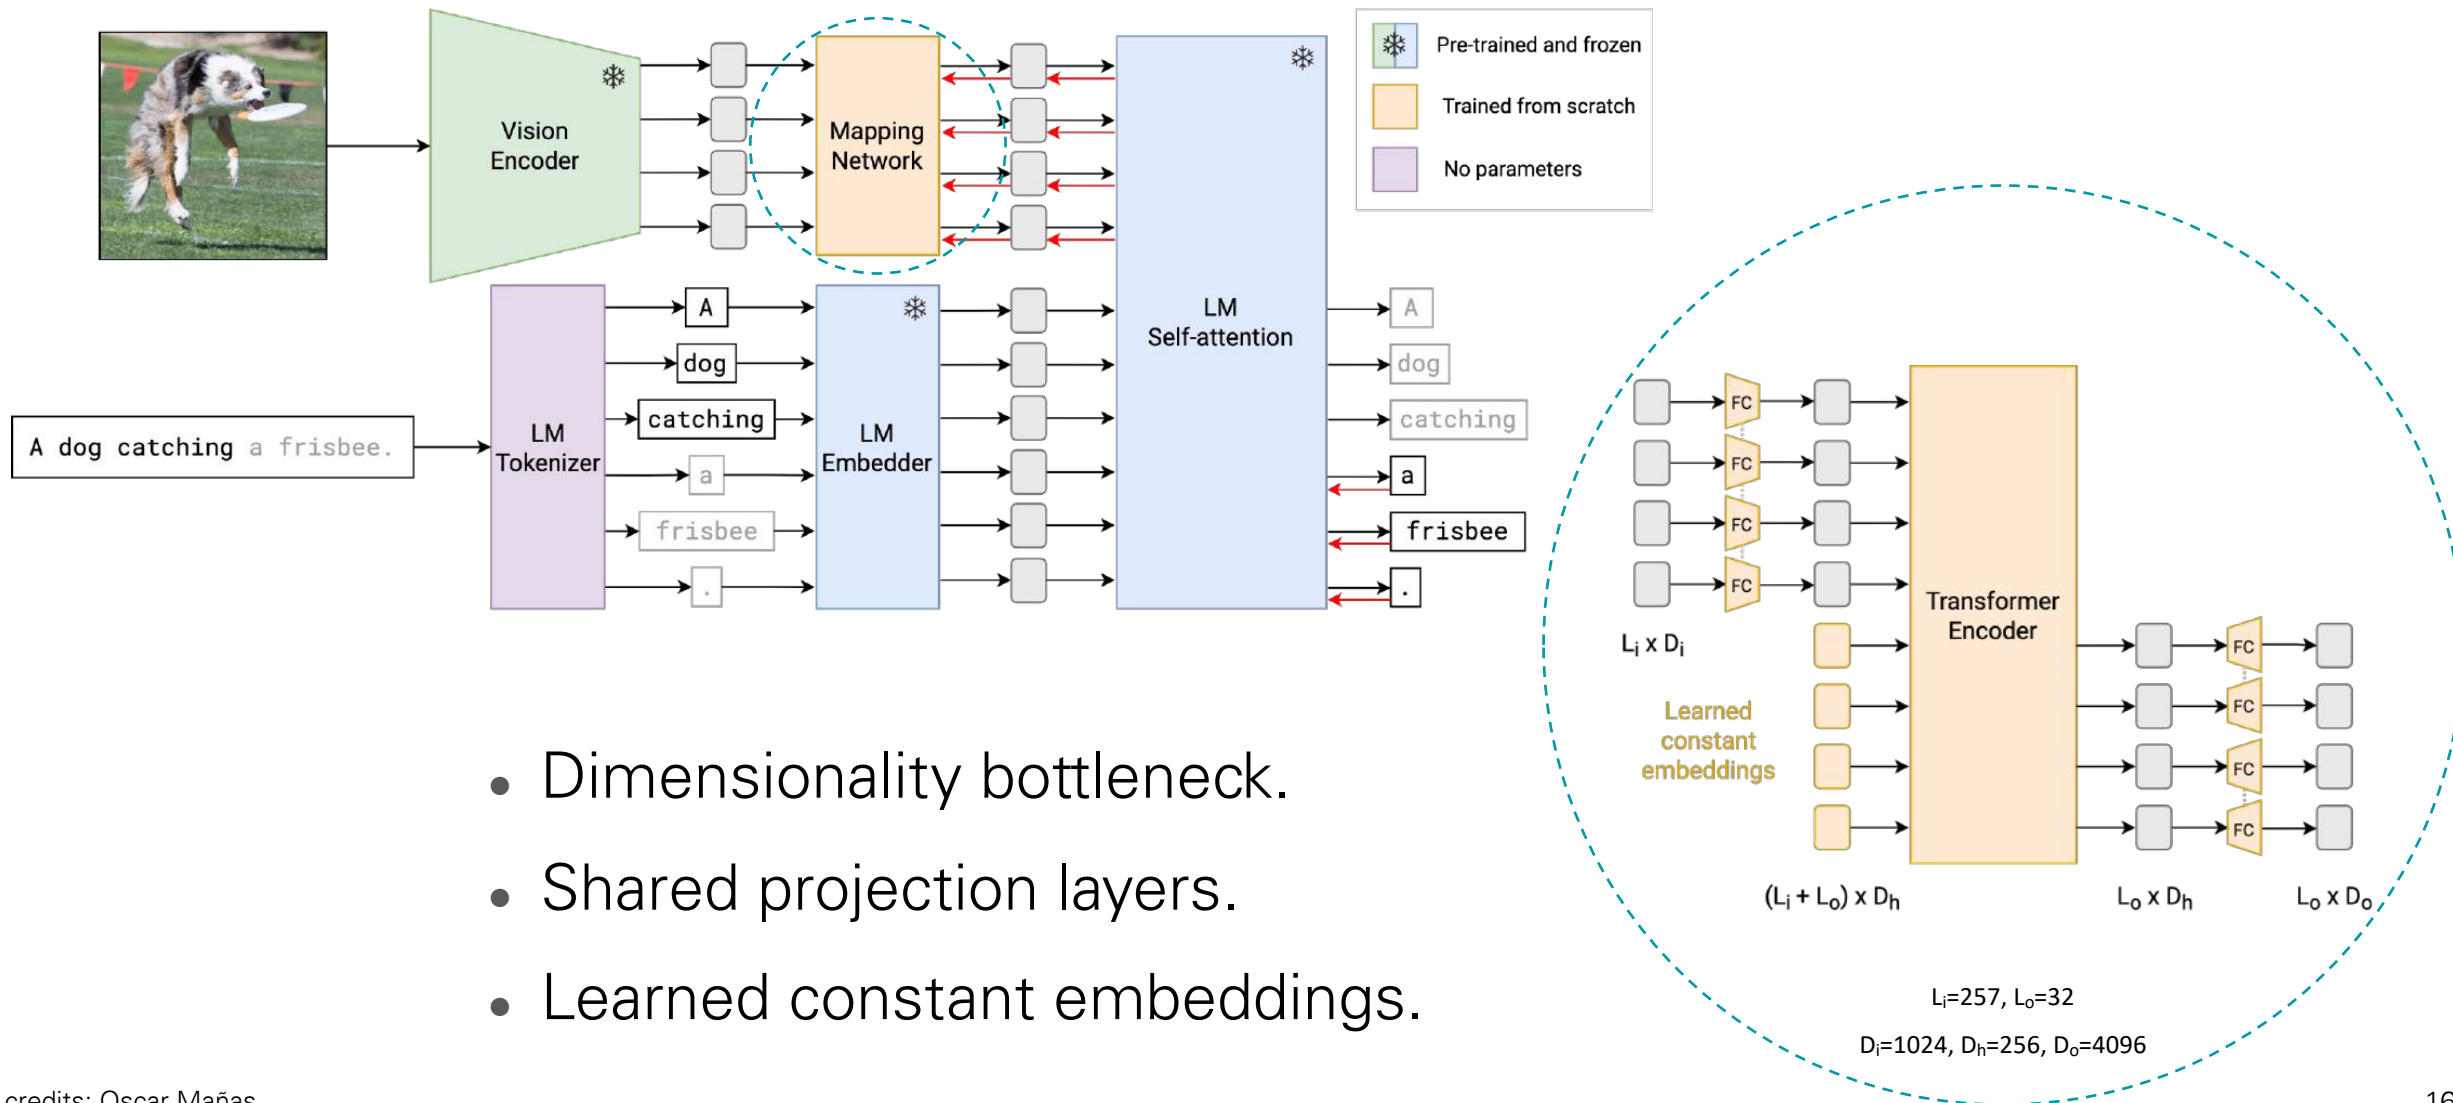 Vision
Encoder
Mapping
Network
Pre-trained and frozen
Trained from scratch
No parameters
A dog catching a frisbee.
LM
Tokenizer
A
dog
catching
a
frisbee
.
LM
Embedder
LM
Self-attention
A
dog
catching
a
frisbee
.
FC
FC
FC
FC
Lᵢ x Dᵢ
Learned
constant
embeddings
Transformer
Encoder
FC
FC
FC
FC
(Lᵢ + Lₒ) x Dₕ
Lₒ x Dₕ
Lₒ x Dₒ
Lᵢ=257, Lₒ=32
Dᵢ=1024, Dₕ=256, Dₒ=4096
• Dimensionality bottleneck.
• Shared projection layers.
• Learned constant embeddings.
credits: Oscar Mañas
16